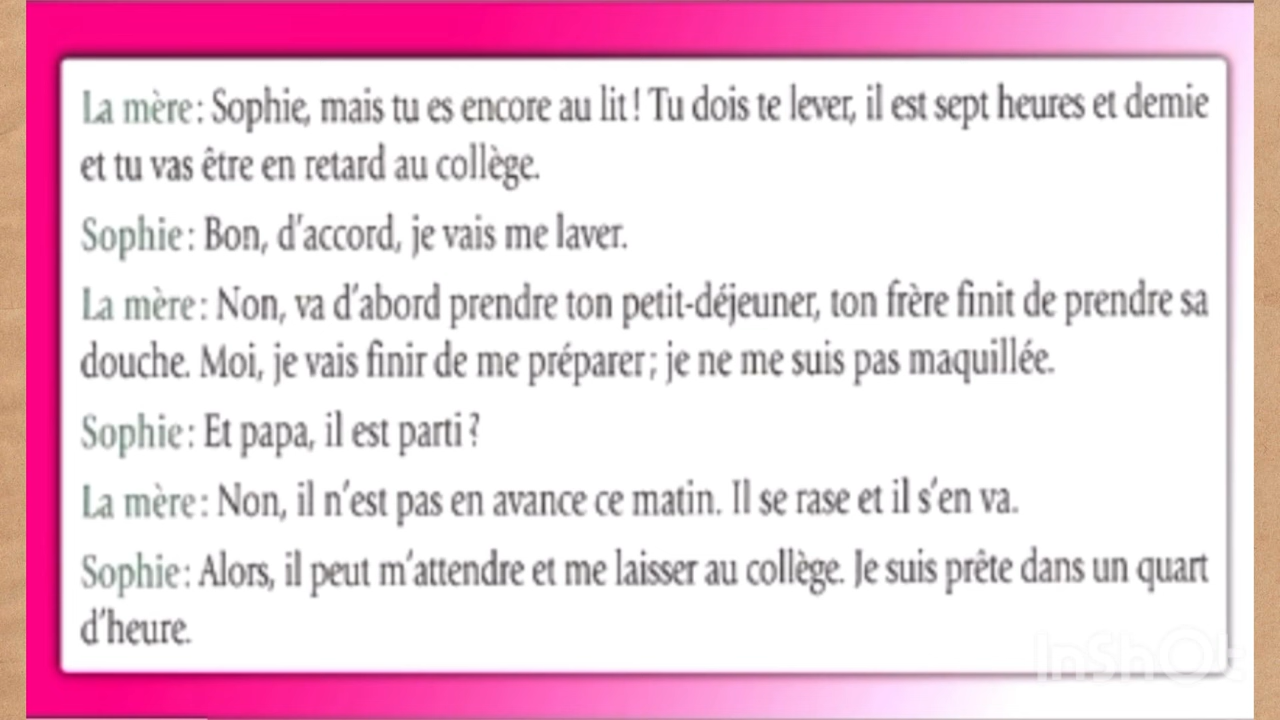 La mère : Sophie, mais tu es encore au lit ! Tu dois te lever, il est sept heures et demie
et tu vas être en retard au collège.
Sophie : Bon, d'accord, je vais me laver.
La mère : Non, va d'abord prendre ton petit-déjeuner, ton frère finit de prendre sa
douche. Moi, je vais finir de me préparer ; je ne me suis pas maquillée.
Sophie : Et papa, il est parti ?
La mère : Non, il n'est pas en avance ce matin. Il se rase et il s'en va.
Sophie : Alors, il peut m'attendre et me laisser au collège. Je suis prête dans un quart
d'heure.
InShOt